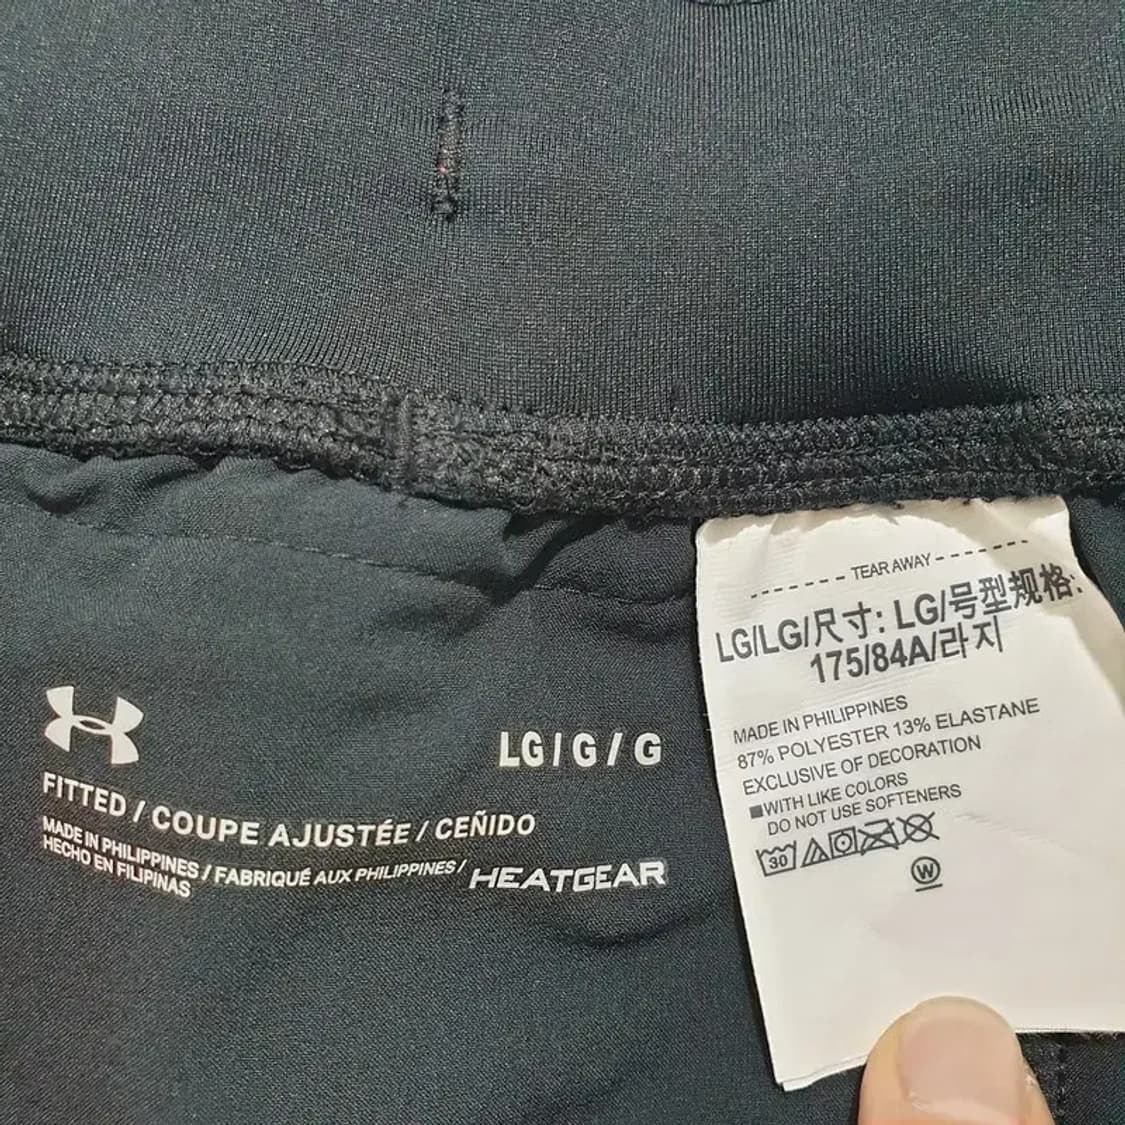 TEAR AWAY
LG/LG/尺寸: LG/号型规格:
175/84A/라지
MADE IN PHILIPPINES
87% POLYESTER 13% ELASTANE
EXCLUSIVE OF DECORATION
WITH LIKE COLORS
DO NOT USE SOFTENERS
30
W
LG / G / G
FITTED / COUPE AJUSTÉE / CEÑIDO
MADE IN PHILIPPINES / FABRIQUÉ AUX PHILIPPINES /
HECHO EN FILIPINAS
HEATGEAR